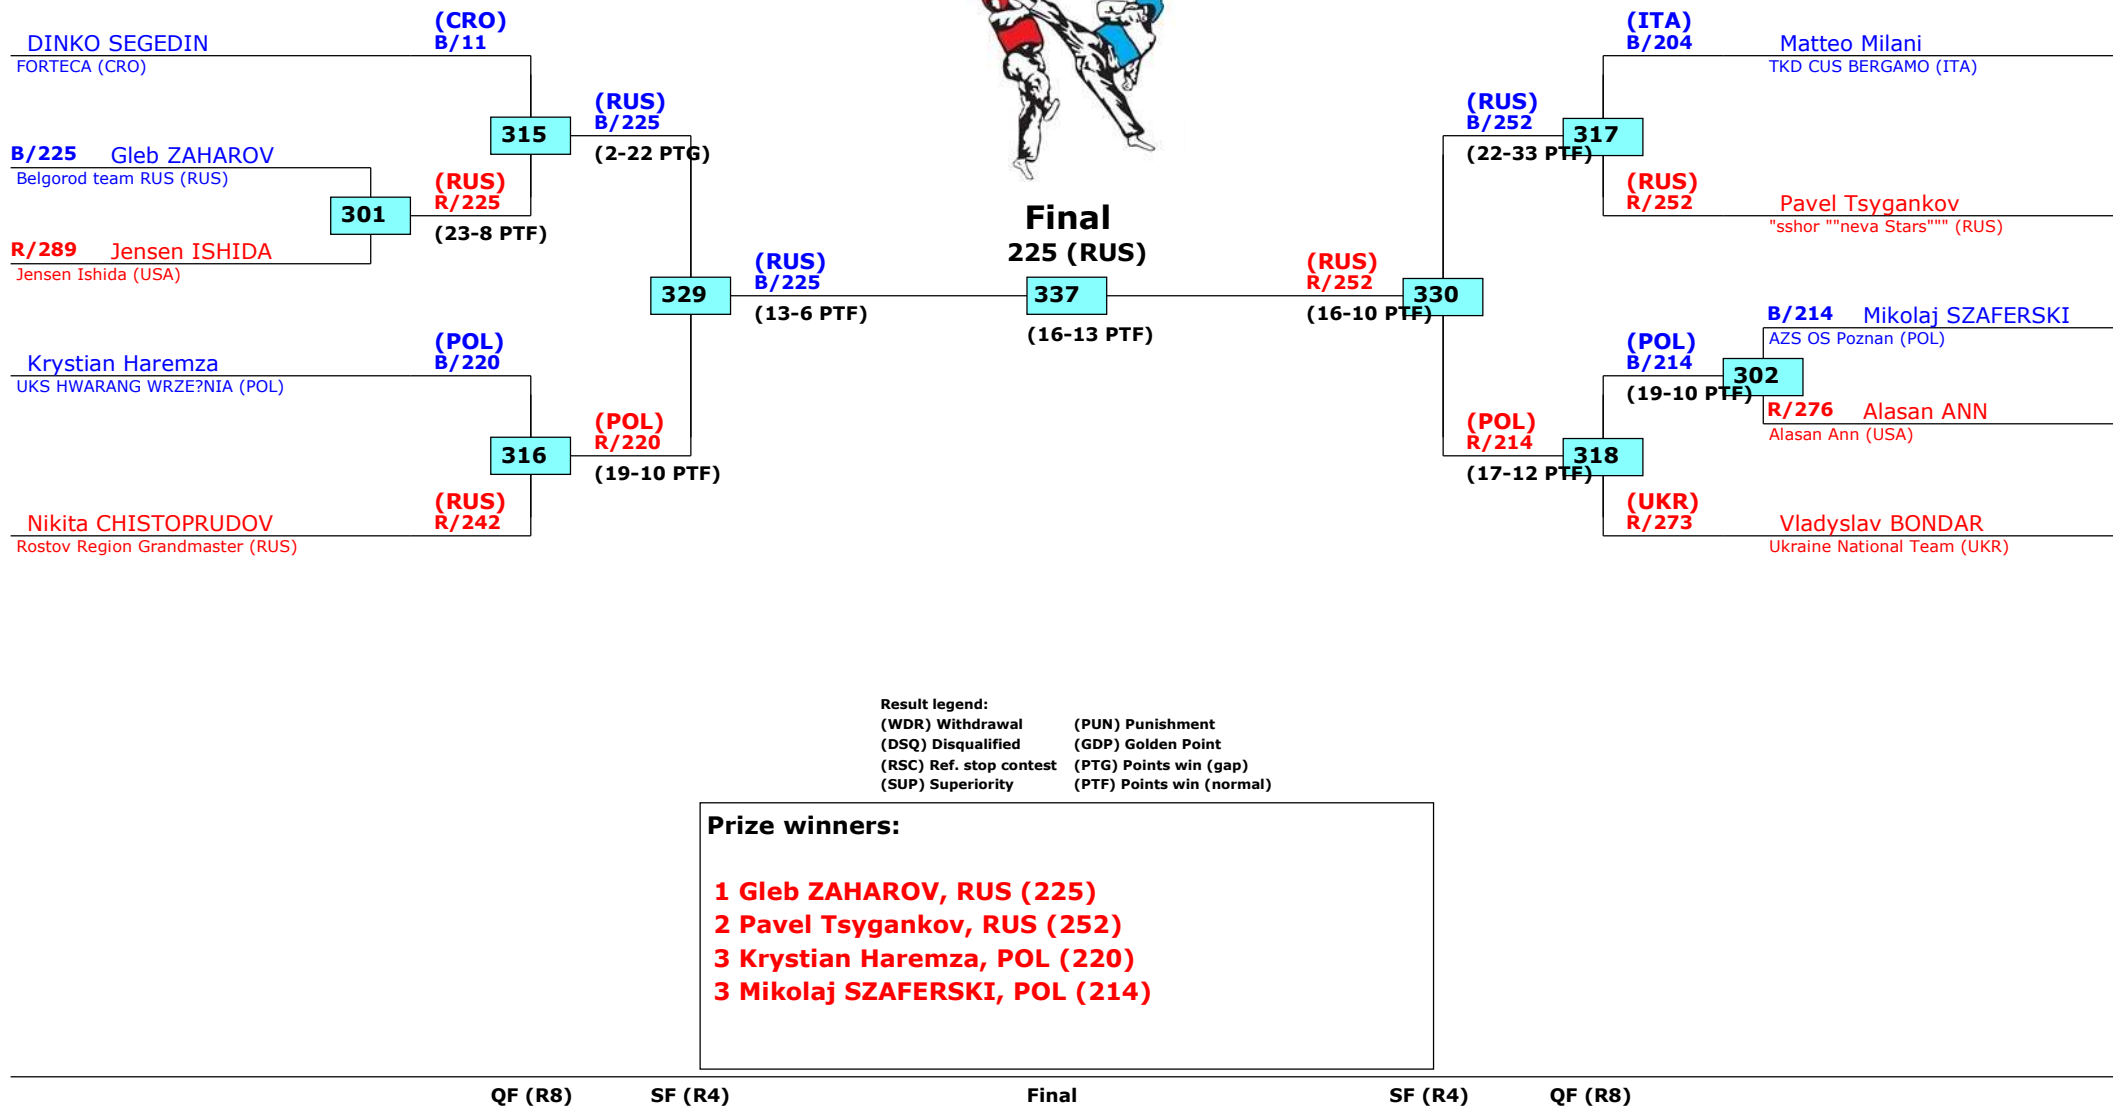 (CRO)
B/11
DINKO SEGEDIN
FORTECA (CRO)
315
(RUS)
B/225
(2-22 PTG)
B/225 Gleb ZAHAROV
Belgorod team RUS (RUS)
301
(RUS)
R/225
(23-8 PTF)
R/289 Jensen ISHIDA
Jensen Ishida (USA)
329
(RUS)
B/225
(13-6 PTF)
(POL)
B/220
Krystian Haremza
UKS HWARANG WRZE?NIA (POL)
316
(POL)
R/220
(19-10 PTF)
(RUS)
R/242
Nikita CHISTOPRUDOV
Rostov Region Grandmaster (RUS)
Final
225 (RUS)
337
(16-13 PTF)
(ITA)
B/204 Matteo Milani
TKD CUS BERGAMO (ITA)
(RUS)
B/252
317
(22-33 PTF)
(RUS)
R/252 Pavel Tsygankov
"sshor ""neva Stars""" (RUS)
(RUS)
R/252
330
(16-10 PTF)
B/214 Mikolaj SZAFERSKI
AZS OS Poznan (POL)
(POL)
B/214
302
(19-10 PTF)
R/276 Alasan ANN
Alasan Ann (USA)
(POL)
R/214
318
(17-12 PTF)
(UKR)
R/273 Vladyslav BONDAR
Ukraine National Team (UKR)
Result legend:
(WDR) Withdrawal (PUN) Punishment
(DSQ) Disqualified (GDP) Golden Point
(RSC) Ref. stop contest (PTG) Points win (gap)
(SUP) Superiority (PTF) Points win (normal)
Prize winners:
1 Gleb ZAHAROV, RUS (225)
2 Pavel Tsygankov, RUS (252)
3 Krystian Haremza, POL (220)
3 Mikolaj SZAFERSKI, POL (214)
QF (R8) SF (R4) Final SF (R4) QF (R8)